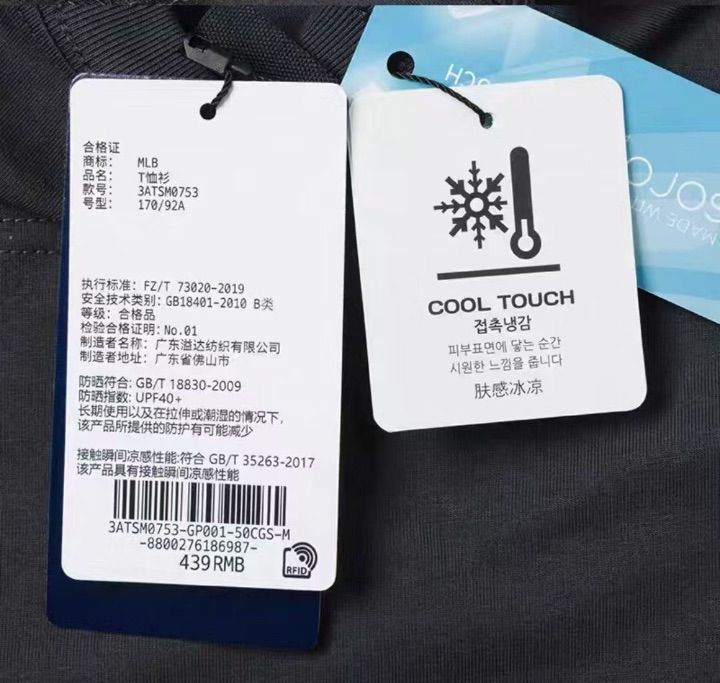 合格证
商标： MLB
品名： T恤衫
款号： 3ATSM0753
号型： 170/92A
执行标准：FZ/T 73020-2019
安全技术类别：GB18401-2010 B类
等级：合格品
检验合格证明：No.01
制造者名称：广东溢达纺织有限公司
制造者地址：广东省佛山市
防晒符合：GB/T 18830-2009
防晒指数：UPF40+
长期使用以及在拉伸或潮湿的情况下，
该产品所提供的防护有可能减少
接触瞬间凉感性能:符合 GB/T 35263-2017
该产品具有接触瞬间凉感性能
3ATSM0753-GP001-50CGS-M
-8800276186987-
439RMB
RFID
COOL TOUCH
접촉냉감
피부표면에 닿는 순간
시원한 느낌을 줍니다
肤感冰凉
MADE WITH